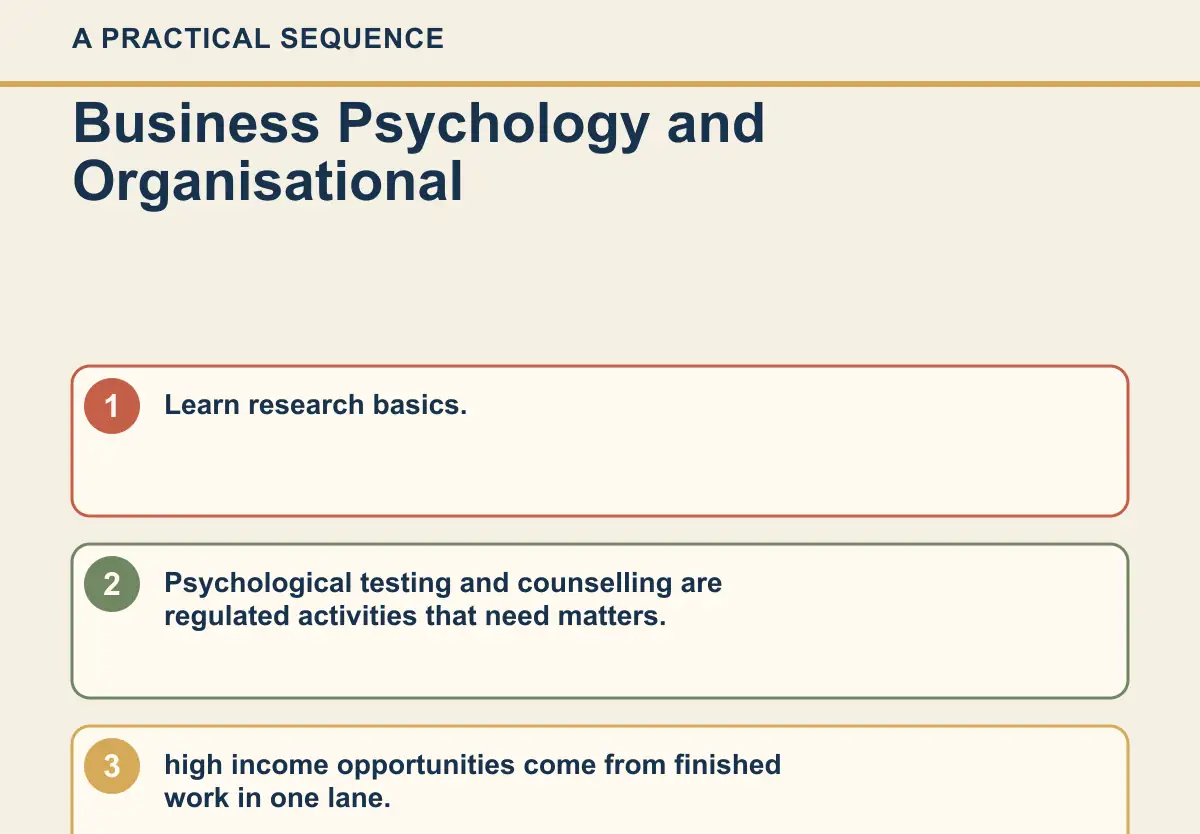 A PRACTICAL SEQUENCE
Business Psychology and
Organisational
1
Learn research basics.
2
Psychological testing and counselling are
regulated activities that need matters.
3
high income opportunities come from finished
work in one lane.